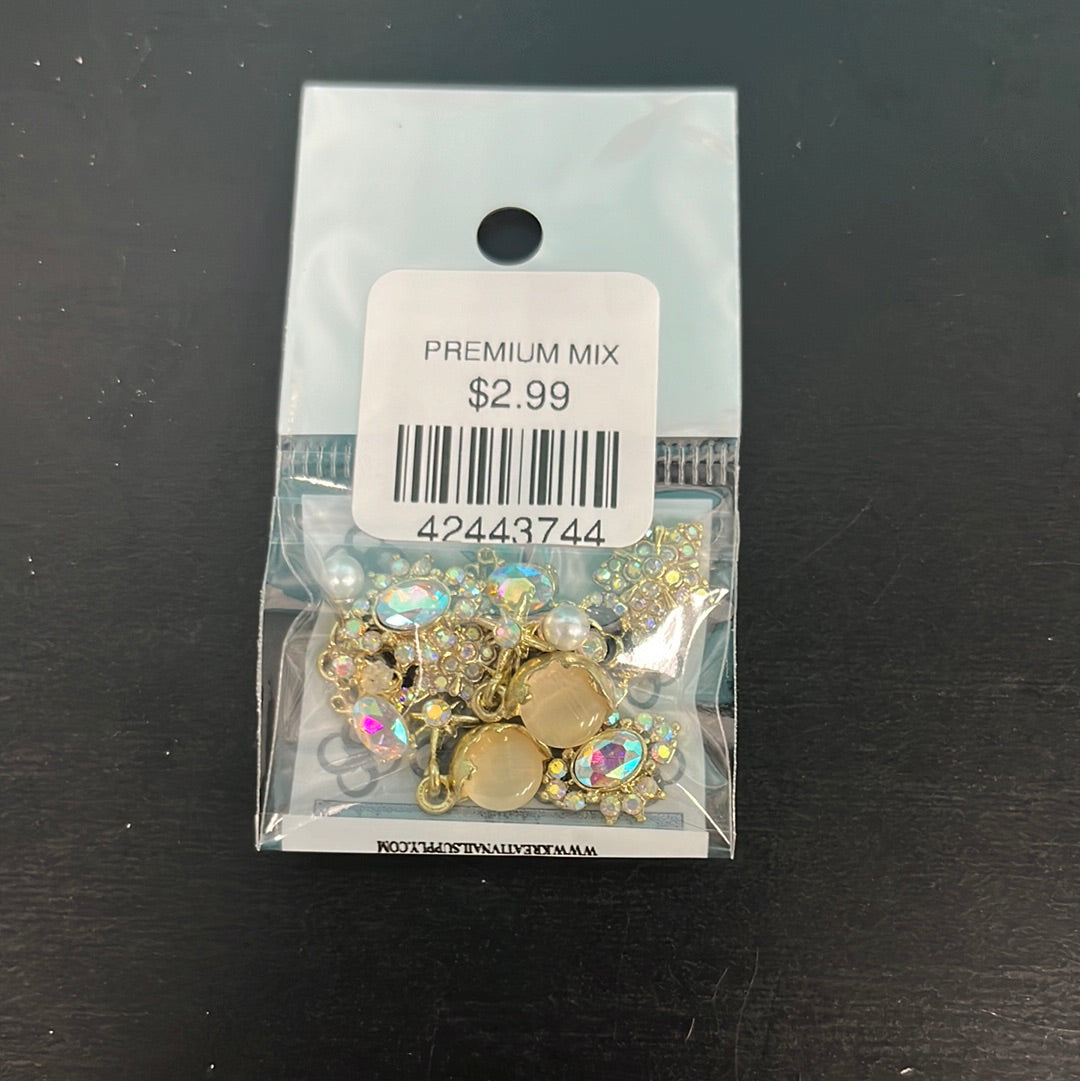 PREMIUM MIX
$2.99
42443744
WWW.KREATIVNAILSUPPLY.COM